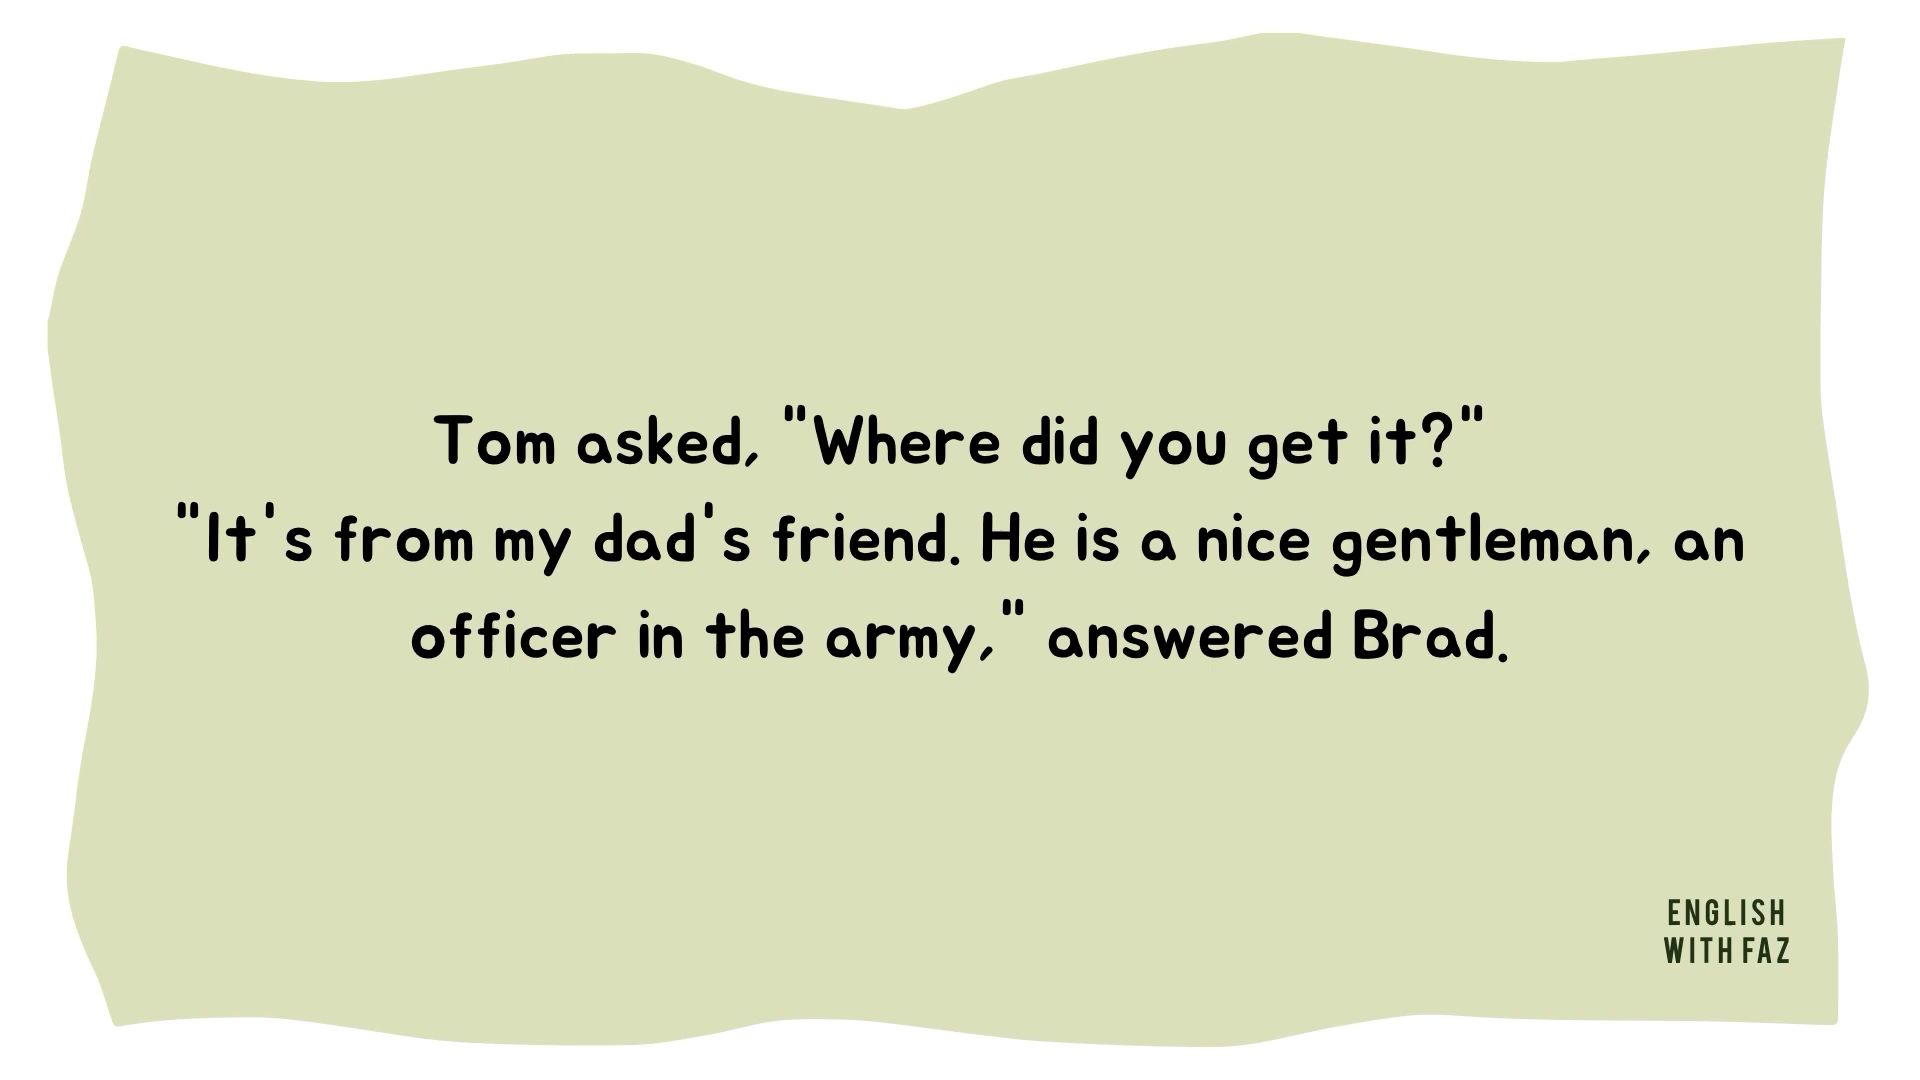 Tom asked, "Where did you get it?"
"It's from my dad's friend. He is a nice gentleman, an
officer in the army," answered Brad.
ENGLISH
WITH FAZ